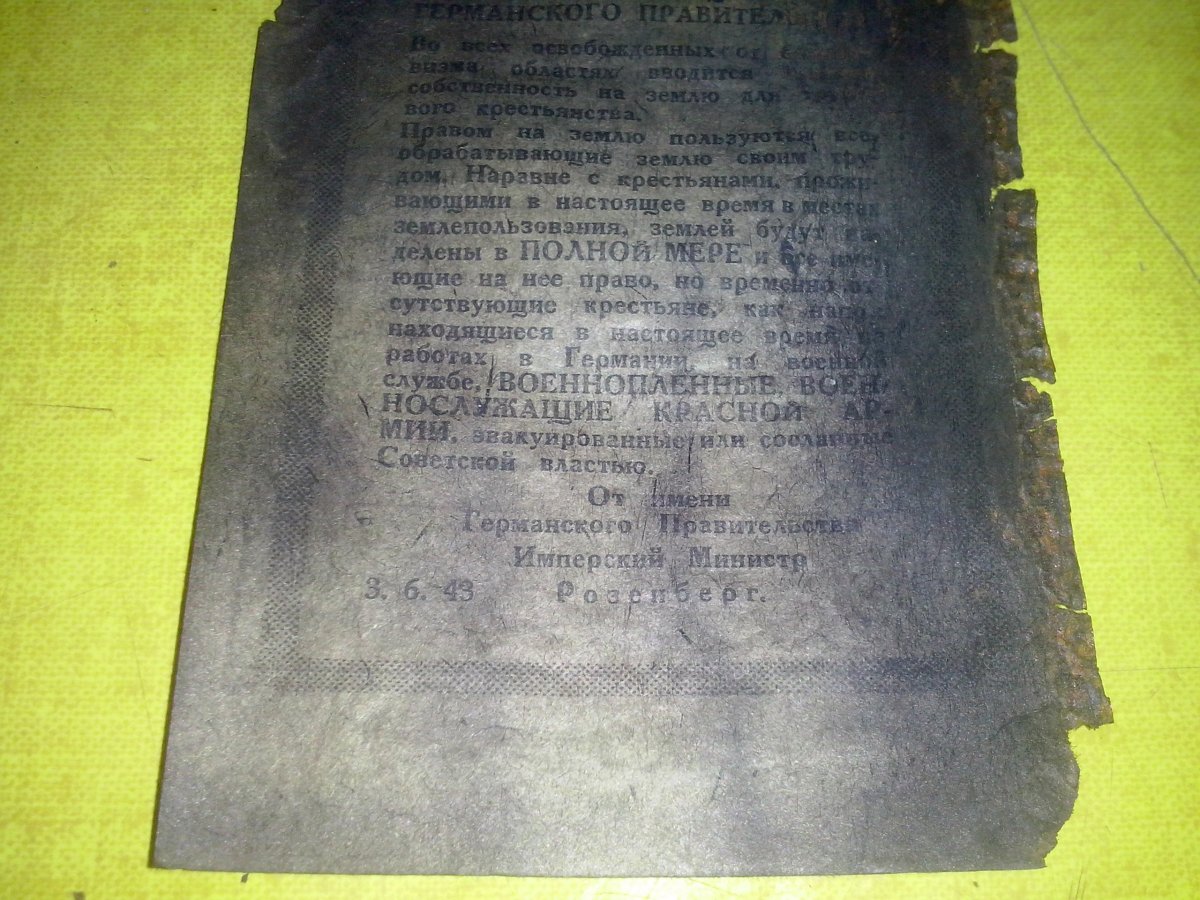 ГЕРМАНСКОГО ПРАВИТЕЛ
Во всех освобожденных от
визма областях вводится
собственность на землю для
вого крестьянства.
Правом на землю пользуются все,
обрабатывающие землю своим тру-
дом. Наравне с крестьянами, прожи-
вающими в настоящее время в местах
землепользования, землей будут на-
делены в ПОЛНОЙ МЕРЕ и все име-
ющие на нее право, но временно от
сутствующие крестьяне, как напр.
находящиеся в настоящее время на
работах в Германии, на военной
службе, ВОЕННОПЛЕННЫЕ, ВОЕН-
НОСЛУЖАЩИЕ КРАСНОЙ АР-
МИИ, эвакуированные или сосланные
Советской властью.
От имени
Германского Правительства
Имперский Министр
3. 6. 43 Розенберг.